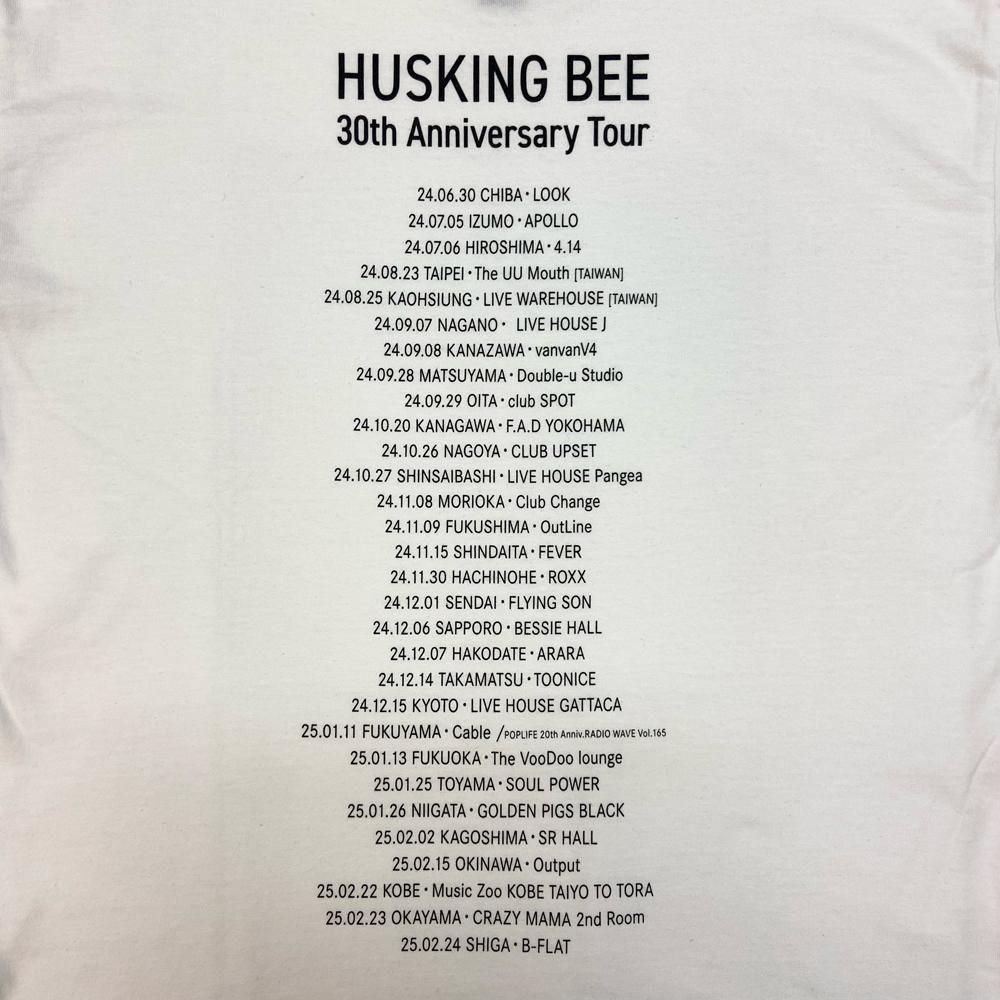 HUSKING BEE
30th Anniversary Tour
24.06.30 CHIBA・LOOK
24.07.05 IZUMO・APOLLO
24.07.06 HIROSHIMA・4.14
24.08.23 TAIPEI・The UU Mouth [TAIWAN]
24.08.25 KAOHSIUNG・LIVE WAREHOUSE [TAIWAN]
24.09.07 NAGANO・ LIVE HOUSE J
24.09.08 KANAZAWA・vanvanV4
24.09.28 MATSUYAMA・Double-u Studio
24.09.29 OITA・club SPOT
24.10.20 KANAGAWA・F.A.D YOKOHAMA
24.10.26 NAGOYA・CLUB UPSET
24.10.27 SHINSAIBASHI・LIVE HOUSE Pangea
24.11.08 MORIOKA・Club Change
24.11.09 FUKUSHIMA・OutLine
24.11.15 SHINDAITA・FEVER
24.11.30 HACHINOHE・ROXX
24.12.01 SENDAI・FLYING SON
24.12.06 SAPPORO・BESSIE HALL
24.12.07 HAKODATE・ARARA
24.12.14 TAKAMATSU・TOONICE
24.12.15 KYOTO・LIVE HOUSE GATTACA
25.01.11 FUKUYAMA・Cable /POPLIFE 20th Anniv.RADIO WAVE Vol.165
25.01.13 FUKUOKA・The VooDoo lounge
25.01.25 TOYAMA・SOUL POWER
25.01.26 NIIGATA・GOLDEN PIGS BLACK
25.02.02 KAGOSHIMA・SR HALL
25.02.15 OKINAWA・Output
25.02.22 KOBE・Music Zoo KOBE TAIYO TO TORA
25.02.23 OKAYAMA・CRAZY MAMA 2nd Room
25.02.24 SHIGA・B-FLAT